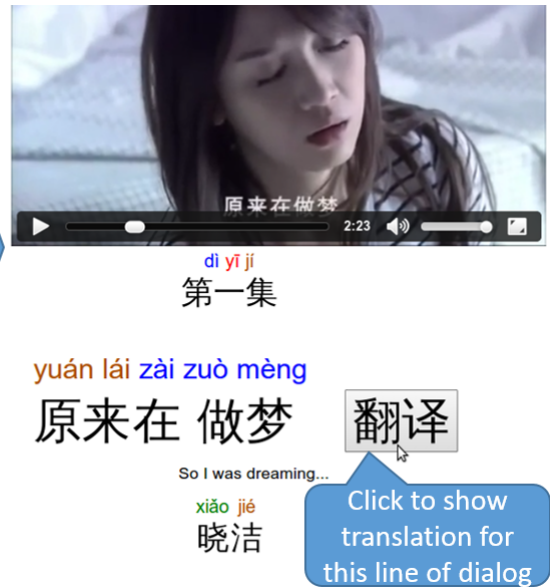 原来在做梦
2:23
dì yī jí
第一集
yuán lái zài zuò mèng
原来在 做梦
翻译
So I was dreaming...
xiǎo jié
晓洁
Click to show
translation for
this line of dialog